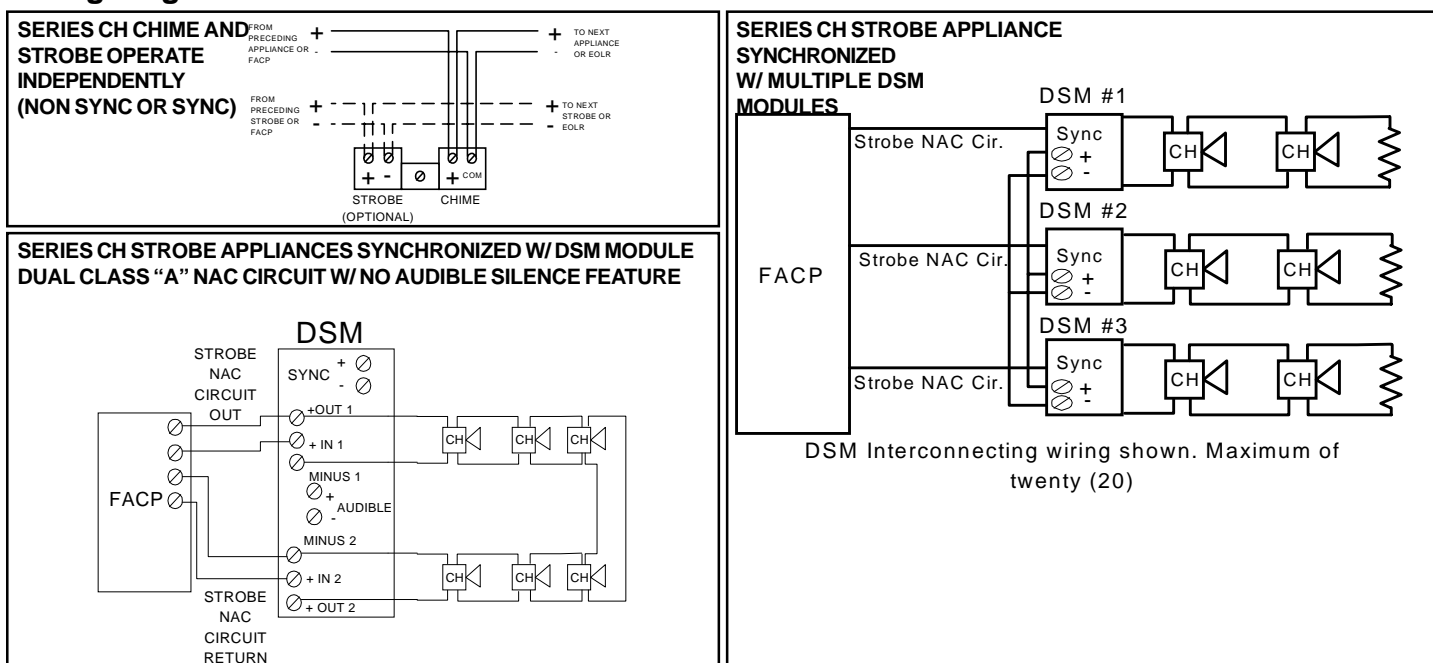 SERIES CH CHIME AND
STROBE OPERATE
INDEPENDENTLY
(NON SYNC OR SYNC)
FROM
PRECEDING
APPLIANCE OR
FACP
+
-
+
-
TO NEXT
APPLIANCE
OR EOLR
FROM
PRECEDING
STROBE OR
FACP
+
-
+
-
TO NEXT
STROBE OR
EOLR
+ - + COM
STROBE
(OPTIONAL)
CHIME
SERIES CH STROBE APPLIANCES SYNCHRONIZED W/ DSM MODULE
DUAL CLASS “A” NAC CIRCUIT W/ NO AUDIBLE SILENCE FEATURE
DSM
STROBE
NAC
CIRCUIT
OUT
SYNC
+
-
+OUT 1
+ IN 1
MINUS 1
+
AUDIBLE
-
MINUS 2
+ IN 2
+ OUT 2
FACP
STROBE
NAC
CIRCUIT
RETURN
CH CH CH
CH CH CH
SERIES CH STROBE APPLIANCE
SYNCHRONIZED
W/ MULTIPLE DSM
MODULES
FACP
DSM #1
Strobe NAC Cir.
Sync
+
-
CH CH
DSM #2
Strobe NAC Cir.
Sync
+
-
CH CH
DSM #3
Strobe NAC Cir.
Sync
+
-
CH CH
DSM Interconnecting wiring shown. Maximum of
twenty (20)